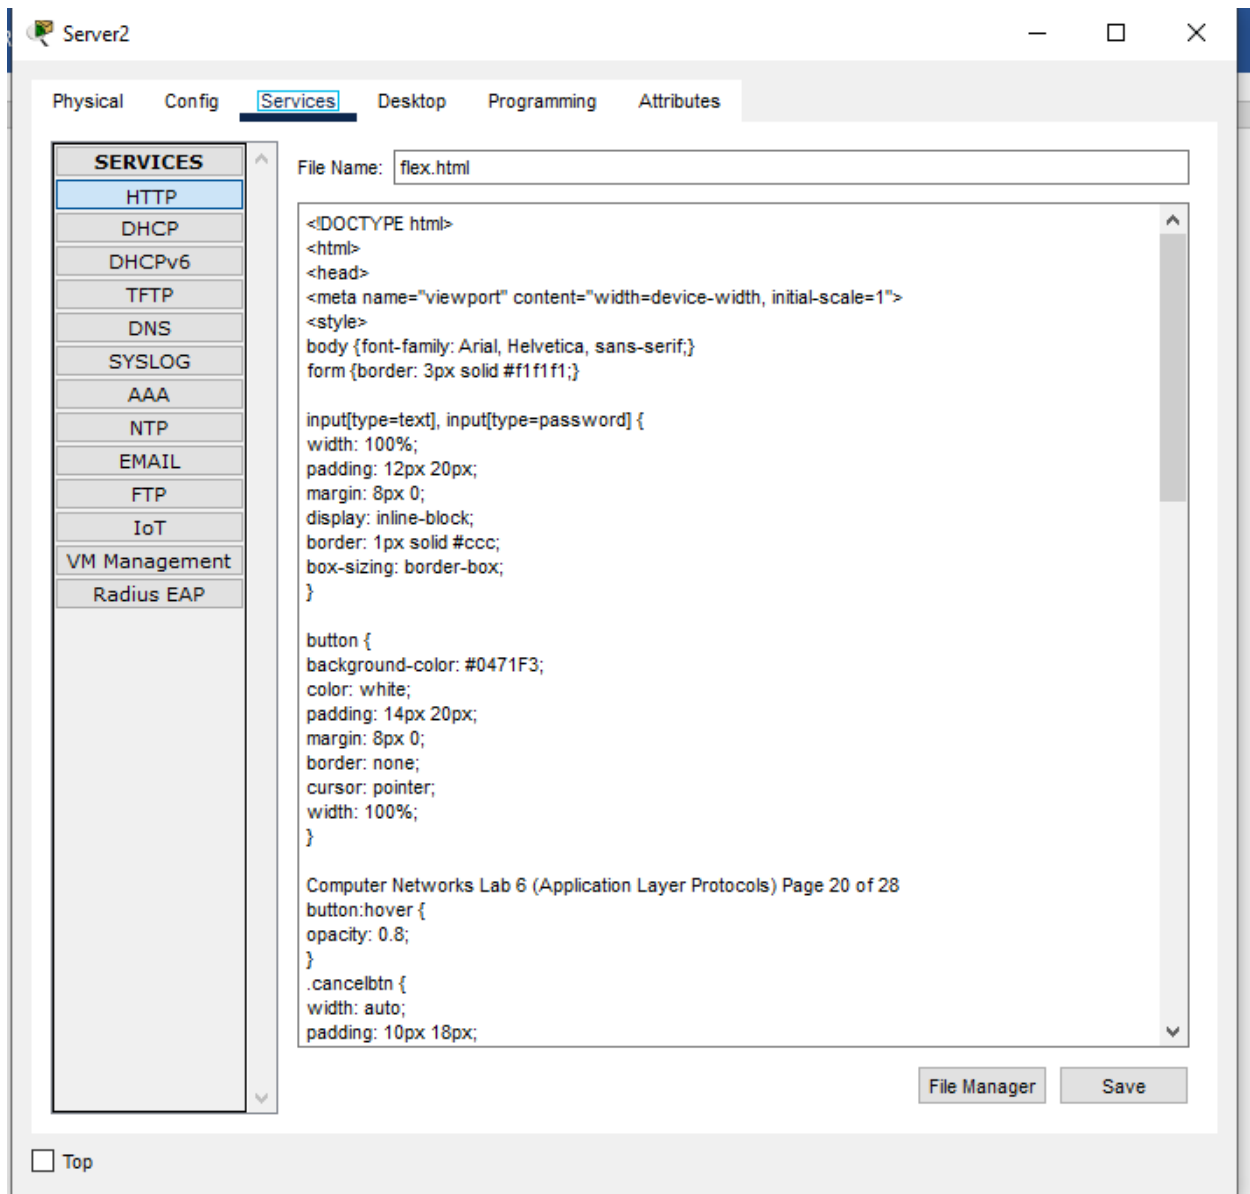 Server2
Physical Config Services Desktop Programming Attributes
SERVICES
HTTP
DHCP
DHCPv6
TFTP
DNS
SYSLOG
AAA
NTP
EMAIL
FTP
IoT
VM Management
Radius EAP
File Name: flex.html
<!DOCTYPE html>
<html>
<head>
<meta name="viewport" content="width=device-width, initial-scale=1">
<style>
body {font-family: Arial, Helvetica, sans-serif;}
form {border: 3px solid #f1f1f1;}
input[type=text], input[type=password] {
width: 100%;
padding: 12px 20px;
margin: 8px 0;
display: inline-block;
border: 1px solid #ccc;
box-sizing: border-box;
}
button {
background-color: #0471F3;
color: white;
padding: 14px 20px;
margin: 8px 0;
border: none;
cursor: pointer;
width: 100%;
}
Computer Networks Lab 6 (Application Layer Protocols) Page 20 of 28
button:hover {
opacity: 0.8;
}
.cancelbtn {
width: auto;
padding: 10px 18px;
File Manager Save
Top